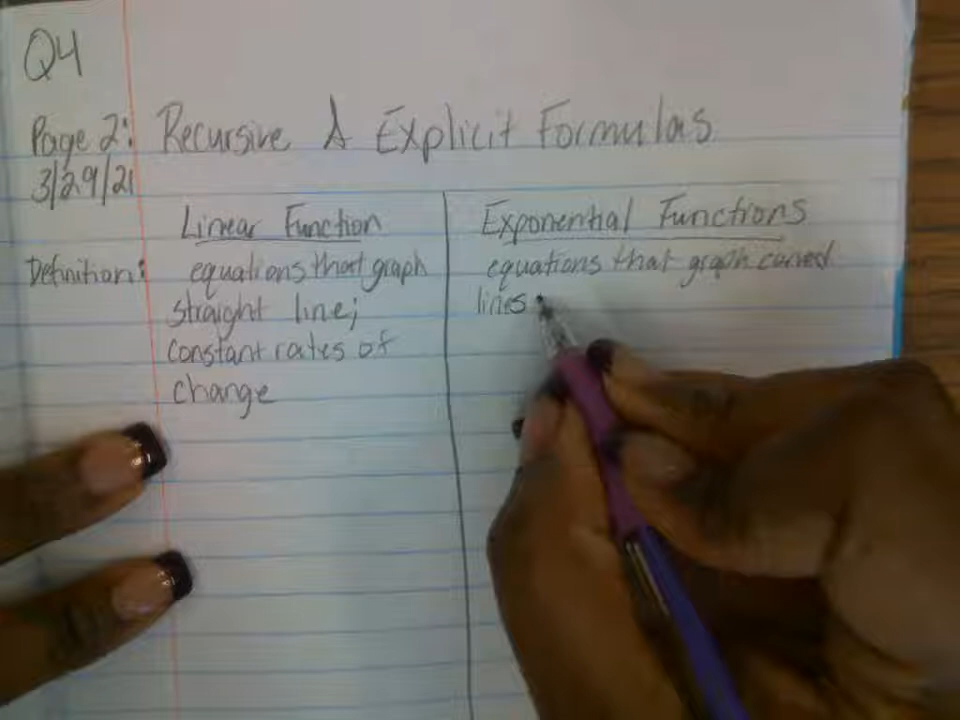 Q4
Page 2: Recursive & Explicit Formulas
3/29/21
Linear Function
Exponential Functions
Definition:
equations that graph
straight line;
constant rates of
change
equations that graph curved
lines